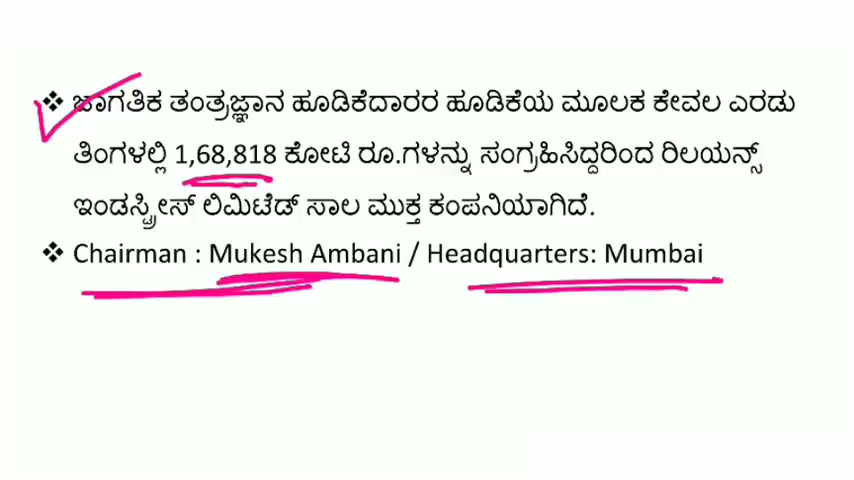 ❖ ಜಾಗತಿಕ ತಂತ್ರಜ್ಞಾನ ಹೂಡಿಕೆದಾರರ ಹೂಡಿಕೆಯ ಮೂಲಕ ಕೇವಲ ಎರಡು
ತಿಂಗಳಲ್ಲಿ 1,68,818 ಕೋಟಿ ರೂ.ಗಳನ್ನು ಸಂಗ್ರಹಿಸಿದ್ದರಿಂದ ರಿಲಯನ್ಸ್
ಇಂಡಸ್ಟ್ರೀಸ್ ಲಿಮಿಟೆಡ್ ಸಾಲ ಮುಕ್ತ ಕಂಪನಿಯಾಗಿದೆ.
❖ Chairman : Mukesh Ambani / Headquarters: Mumbai